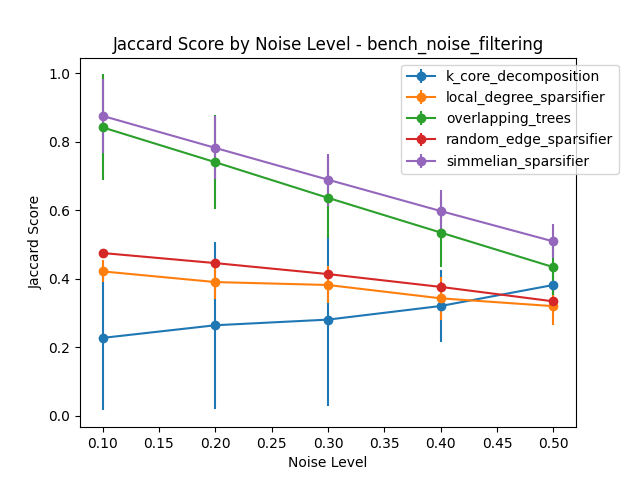 Jaccard Score by Noise Level - bench_noise_filtering
k_core_decomposition
local_degree_sparsifier
overlapping_trees
random_edge_sparsifier
simmelian_sparsifier
Jaccard Score
1.0
0.8
0.6
0.4
0.2
0.0
0.10 0.15 0.20 0.25 0.30 0.35 0.40 0.45 0.50
Noise Level